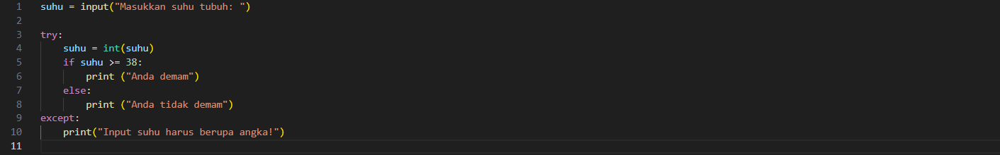 1 suhu = input("Masukkan suhu tubuh: ")
2
3 try:
4     suhu = int(suhu)
5     if suhu >= 38:
6         print ("Anda demam")
7     else:
8         print ("Anda tidak demam")
9 except:
10     print("Input suhu harus berupa angka!")
11